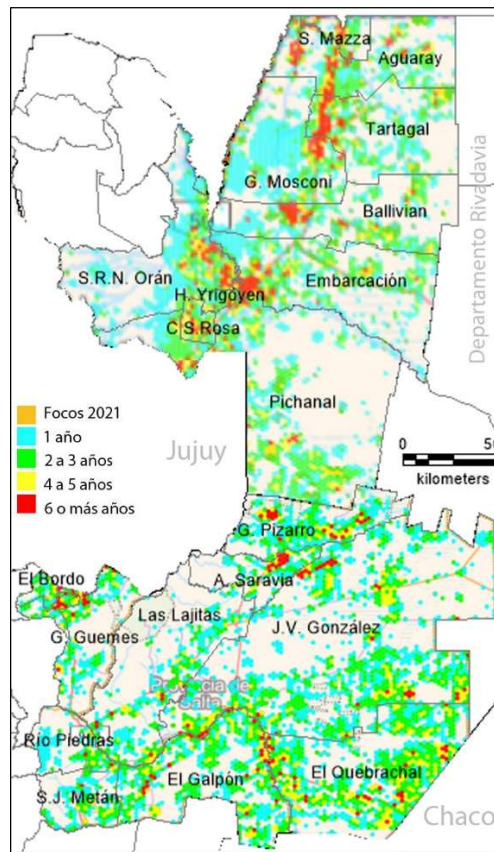 S. Mazza
Aguaray
Tartagal
G. Mosconi
Ballivian
Departamento Rivadavia
S.R.N. Orán
Embarcación
H. Yrigoyen
C S.Rosa
Pichanal
Focos 2021
1 año
2 a 3 años
4 a 5 años
6 o más años
Jujuy
0 50
kilometers
G. Pizarro
El Bordo
A. Saravia
Las Lajitas
G. Guemes
J.V. González
Provincia de
Salta
Río Piedras
El Galpón
El Quebrachal
S.J. Metán
Chaco